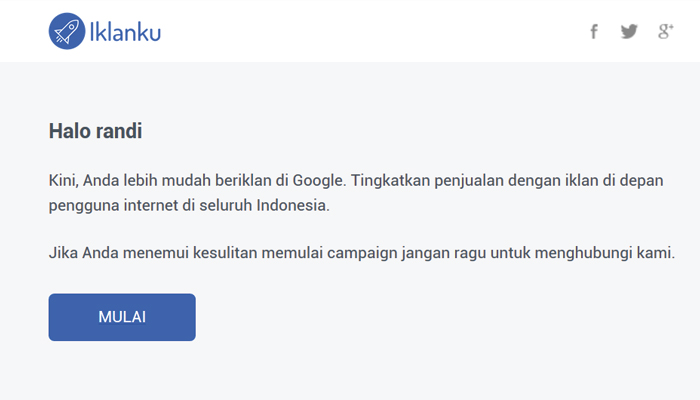 Iklanku
Halo randi
Kini, Anda lebih mudah beriklan di Google. Tingkatkan penjualan dengan iklan di depan
pengguna internet di seluruh Indonesia.
Jika Anda menemui kesulitan memulai campaign jangan ragu untuk menghubungi kami.
MULAI